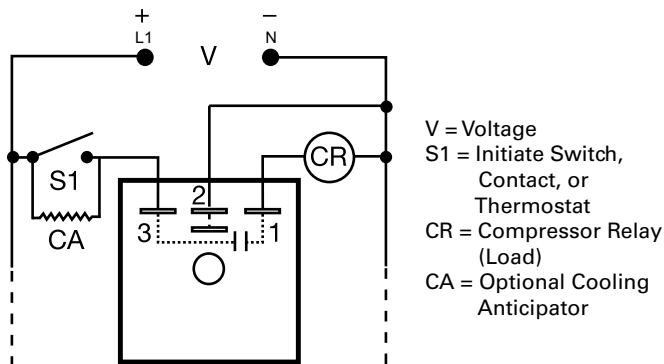 + −
L1 V N
S1
CA
CR
2
3 1
V = Voltage
S1 = Initiate Switch,
Contact, or
Thermostat
CR = Compressor Relay
(Load)
CA = Optional Cooling
Anticipator